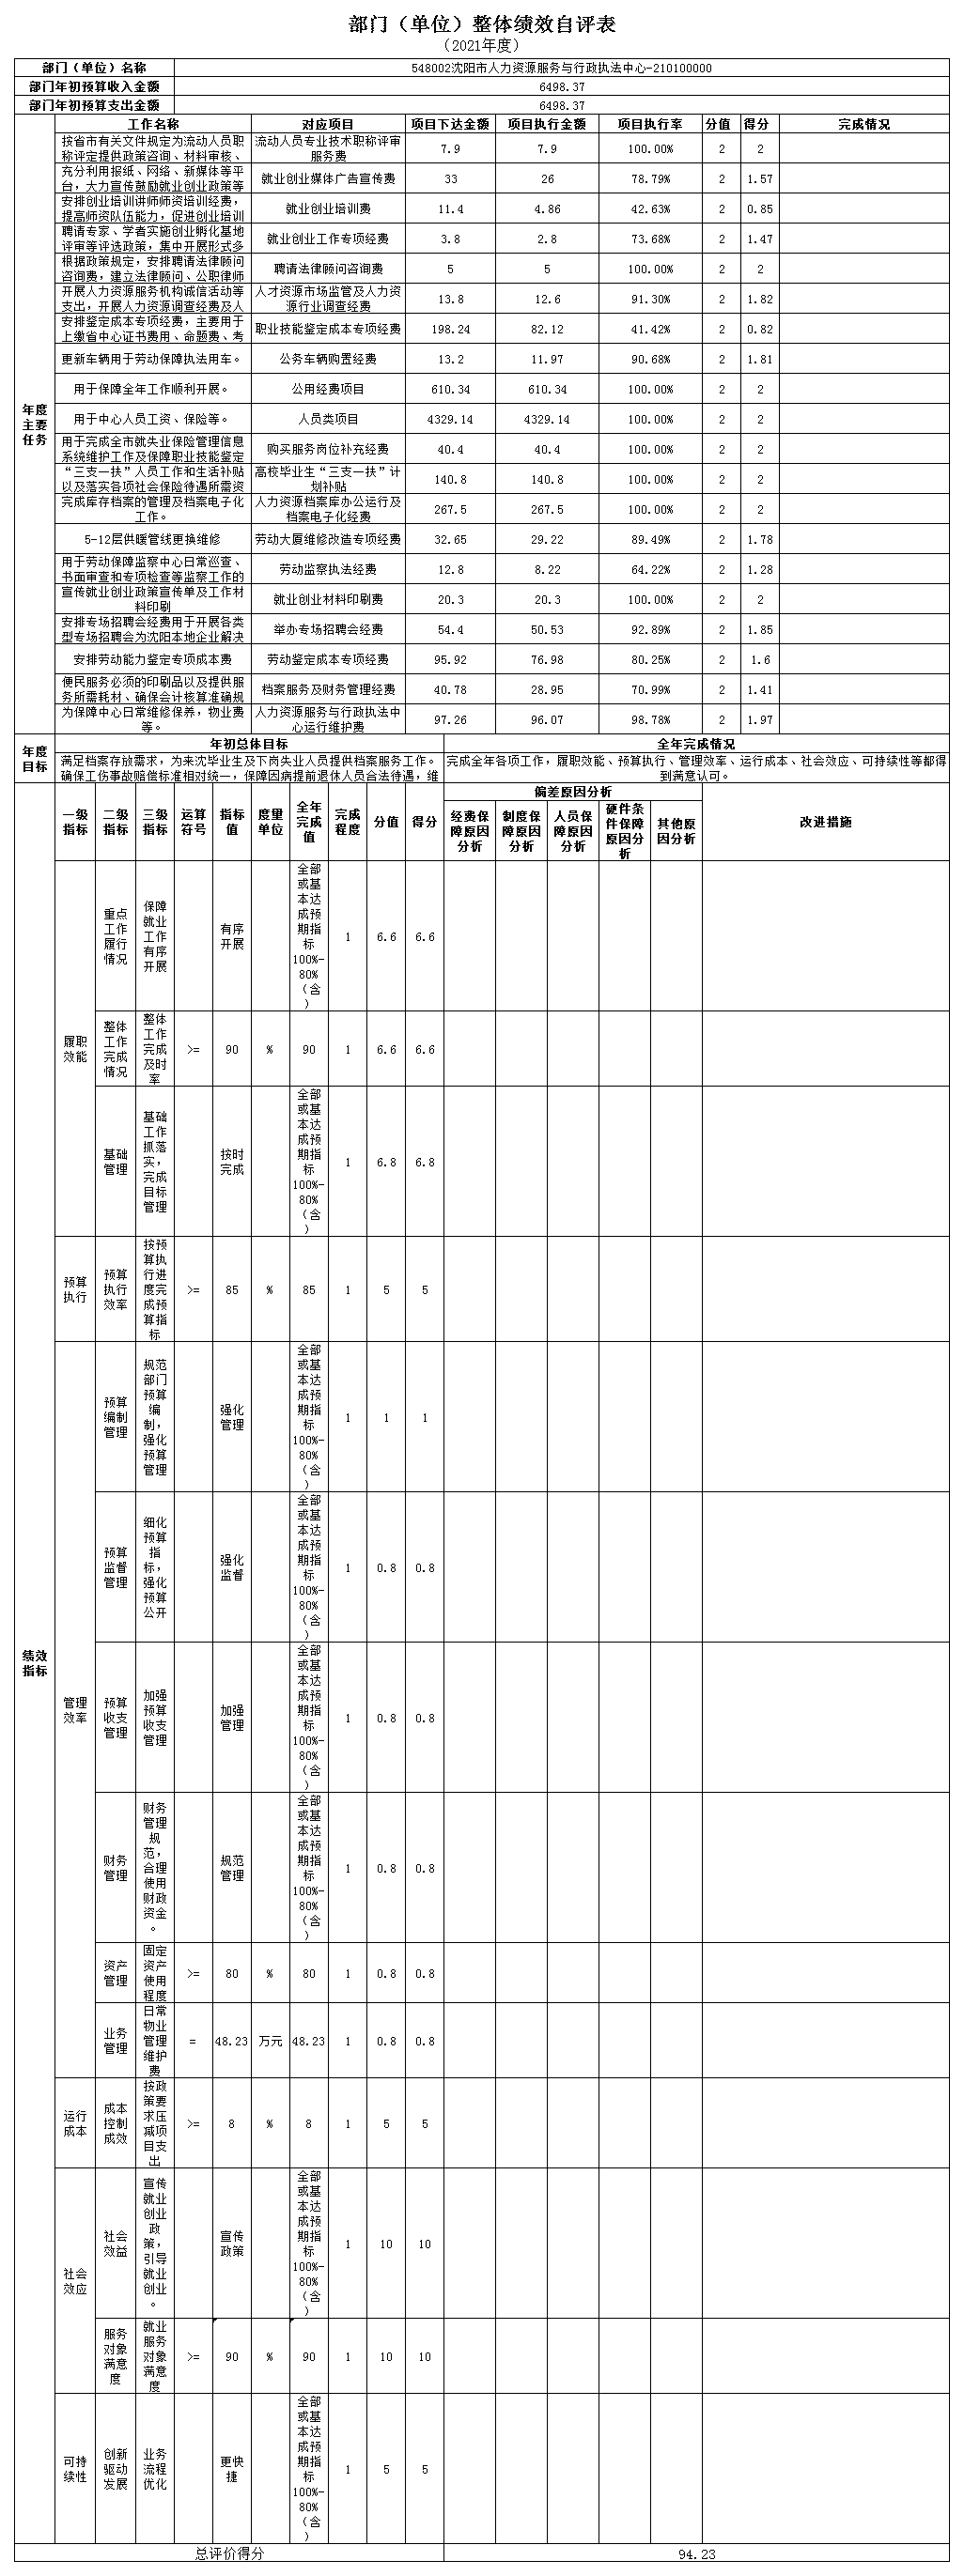 部门（单位）整体绩效自评表
（2021年度）
部门（单位）名称 548002沈阳市人力资源服务与行政执法中心-210100000
部门年初预算收入金额 6498.37
部门年初预算支出金额 6498.37
年度主要任务
工作名称 对应项目 项目下达金额 项目执行金额 项目执行率 分值 得分 完成情况
按省市有关文件规定为流动人员职称评定提供政策咨询、材料审核、 流动人员专业技术职称评审服务费 7.9 7.9 100.00% 2 2
充分利用报纸、网络、新媒体等平台，大力宣传鼓励就业创业政策等 就业创业媒体广告宣传费 33 26 78.79% 2 1.57
安排创业培训讲师师资培训经费，提高师资队伍能力，促进创业培训 就业创业培训费 11.4 4.86 42.63% 2 0.85
聘请专家、学者实施创业孵化基地评审等评选政策，集中开展形式多 就业创业工作专项经费 3.8 2.8 73.68% 2 1.47
根据政策规定，安排聘请法律顾问咨询费，建立法律顾问、公职律师 聘请法律顾问咨询费 5 5 100.00% 2 2
开展人力资源服务机构诚信活动等支出，开展人力资源调查经费及人 人才资源市场监管及人力资源行业调查经费 13.8 12.6 91.30% 2 1.82
安排鉴定成本专项经费，主要用于上缴省中心证书费用、命题费、考 职业技能鉴定成本专项经费 198.24 82.12 41.42% 2 0.82
更新车辆用于劳动保障执法用车。 公务车辆购置经费 13.2 11.97 90.68% 2 1.81
用于保障全年工作顺利开展。 公用经费项目 610.34 610.34 100.00% 2 2
用于中心人员工资、保险等。 人员类项目 4329.14 4329.14 100.00% 2 2
用于完成全市就失业保险管理信息系统维护工作及保障职业技能鉴定 购买服务岗位补充经费 40.4 40.4 100.00% 2 2
“三支一扶”人员工作和生活补贴以及落实各项社会保险待遇所需资 高校毕业生“三支一扶”计划补贴 140.8 140.8 100.00% 2 2
完成库存档案的管理及档案电子化工作。 人力资源档案库办公运行及档案电子化经费 267.5 267.5 100.00% 2 2
5-12层供暖管线更换维修 劳动大厦维修改造专项经费 32.65 29.22 89.49% 2 1.78
用于劳动保障监察中心日常巡查、书面审查和专项检查等监察工作的 劳动监察执法经费 12.8 8.22 64.22% 2 1.28
宣传就业创业政策宣传单及工作材料印刷 就业创业材料印刷费 20.3 20.3 100.00% 2 2
安排专场招聘会经费用于开展各类型专场招聘会为沈阳本地企业解决 举办专场招聘会经费 54.4 50.53 92.89% 2 1.85
安排劳动能力鉴定专项成本费 劳动鉴定成本专项经费 95.92 76.98 80.25% 2 1.6
便民服务必须的印刷品以及提供服务所需耗材、确保会计核算准确规 档案服务及财务管理经费 40.78 28.95 70.99% 2 1.41
为保障中心日常维修保养，物业费等。 人力资源服务与行政执法中心运行维护费 97.26 96.07 98.78% 2 1.97
年度目标
年初总体目标 全年完成情况
满足档案存放需求，为来沈毕业生及下岗失业人员提供档案服务工作。确保工伤事故赔偿标准相对统一，保障因病提前退休人员合法待遇，维
完成全年各项工作，履职效能、预算执行、管理效率、运行成本、社会效应、可持续性等都得到满意认可。
绩效指标
一级指标 二级指标 三级指标 运算符号 指标值 度量单位 全年完成值 完成程度 分值 得分 偏差原因分析 改进措施
经费保障原因分析 制度保障原因分析 人员保障原因分析 硬件条件保障原因分析 其他原因分析
履职效能 重点工作履行情况 保障就业工作有序开展 有序开展 全部或基本达成预期指标100%-80%（含） 1 6.6 6.6
整体工作完成情况 整体工作完成及时率 >= 90 % 90 1 6.6 6.6
基础管理 基础工作抓落实，完成目标管理 按时完成 全部或基本达成预期指标100%-80%（含） 1 6.8 6.8
预算执行 预算执行效率 按预算执行进度完成预算指标 >= 85 % 85 1 5 5
管理效率 预算编制管理 规范部门预算编制，强化预算管理 强化管理 全部或基本达成预期指标100%-80%（含） 1 1 1
预算监督管理 细化预算指标，强化预算公开 强化监督 全部或基本达成预期指标100%-80%（含） 1 0.8 0.8
预算收支管理 加强预算收支管理 加强管理 全部或基本达成预期指标100%-80%（含） 1 0.8 0.8
财务管理 财务管理规范，合理使用财政资金。 规范管理 全部或基本达成预期指标100%-80%（含） 1 0.8 0.8
资产管理 固定资产使用程度 >= 80 % 80 1 0.8 0.8
业务管理 日常物业管理维护费 = 48.23 万元 48.23 1 0.8 0.8
运行成本 成本控制成效 按政策要求压减项目支出 >= 8 % 8 1 5 5
社会效应 社会效益 宣传就业创业政策，引导就业创业。 宣传政策 全部或基本达成预期指标100%-80%（含） 1 10 10
服务对象满意度 就业服务对象满意度 >= 90 % 90 1 10 10
可持续性 创新驱动发展 业务流程优化 更快捷 全部或基本达成预期指标100%-80%（含） 1 5 5
总评价得分 94.23